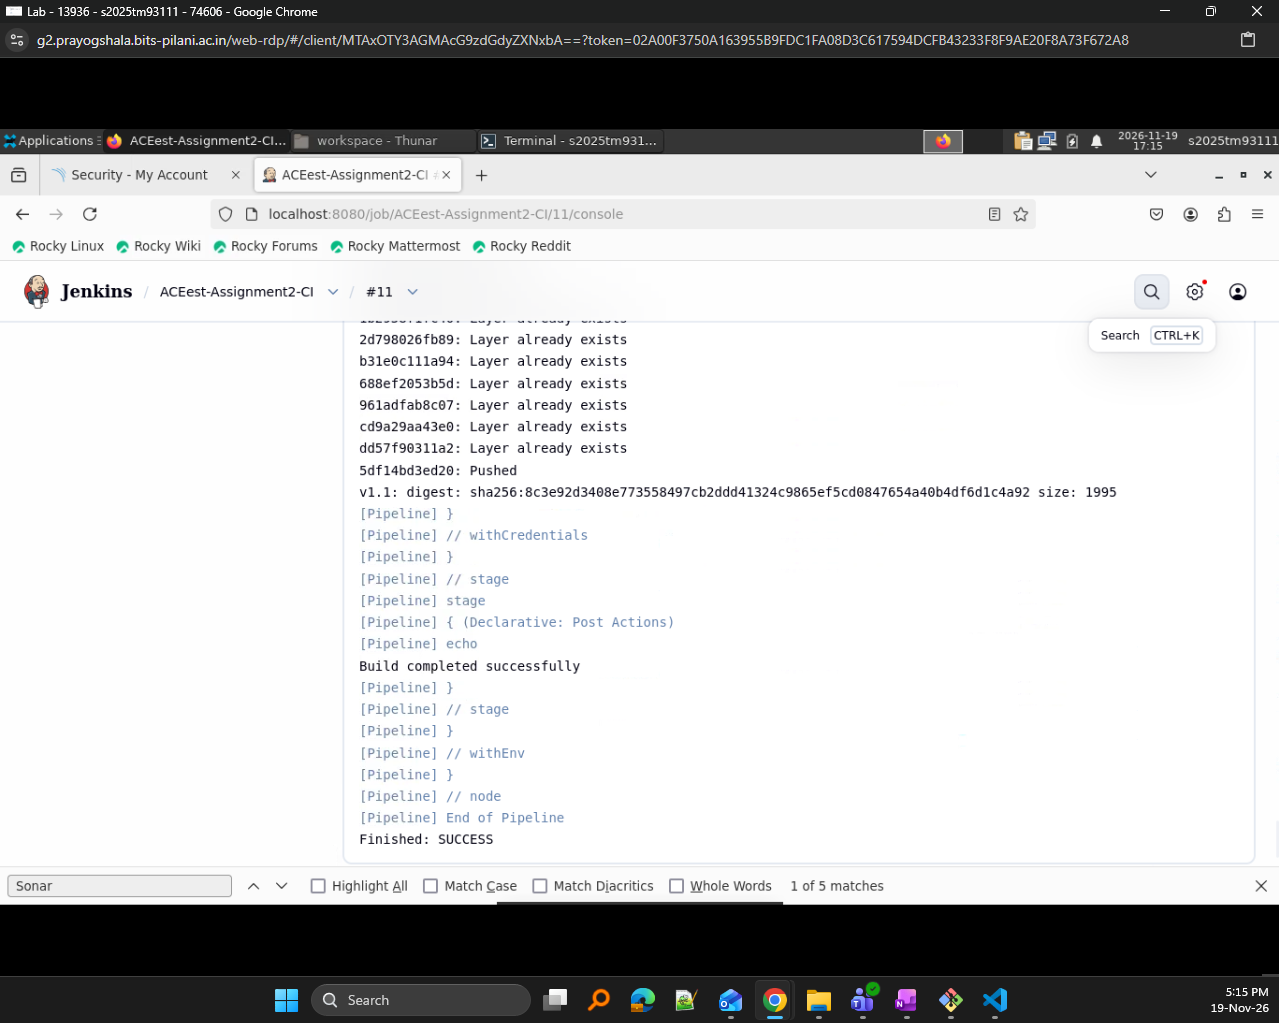 Lab - 13936 - s2025tm93111 - 74606 - Google Chrome
g2.prayogshala.bits-pilani.ac.in/web-rdp/#/client/MTAxOTY3AGMAcG9zdGdyZXNxbA==?token=02A00F3750A163955B9FDC1FA08D3C617594DCFB43233F8F9AE20F8A73F672A8
Applications
ACEest-Assignment2-CI...
workspace - Thunar
Terminal - s2025tm931...
2026-11-19
17:15
s2025tm93111
Security - My Account
ACEest-Assignment2-CI
localhost:8080/job/ACEest-Assignment2-CI/11/console
Rocky Linux
Rocky Wiki
Rocky Forums
Rocky Mattermost
Rocky Reddit
Jenkins / ACEest-Assignment2-CI / #11
Search CTRL+K
2d798026fb89: Layer already exists
b31e0c111a94: Layer already exists
688ef2053b5d: Layer already exists
961adfab8c07: Layer already exists
cd9a29aa43e0: Layer already exists
dd57f90311a2: Layer already exists
5df14bd3ed20: Pushed
v1.1: digest: sha256:8c3e92d3408e773558497cb2ddd41324c9865ef5cd0847654a40b4df6d1c4a92 size: 1995
[Pipeline] }
[Pipeline] // withCredentials
[Pipeline] }
[Pipeline] // stage
[Pipeline] stage
[Pipeline] { (Declarative: Post Actions)
[Pipeline] echo
Build completed successfully
[Pipeline] }
[Pipeline] // stage
[Pipeline] }
[Pipeline] // withEnv
[Pipeline] }
[Pipeline] // node
[Pipeline] End of Pipeline
Finished: SUCCESS
Sonar
Highlight All
Match Case
Match Diacritics
Whole Words
1 of 5 matches
Search
5:15 PM
19-Nov-26